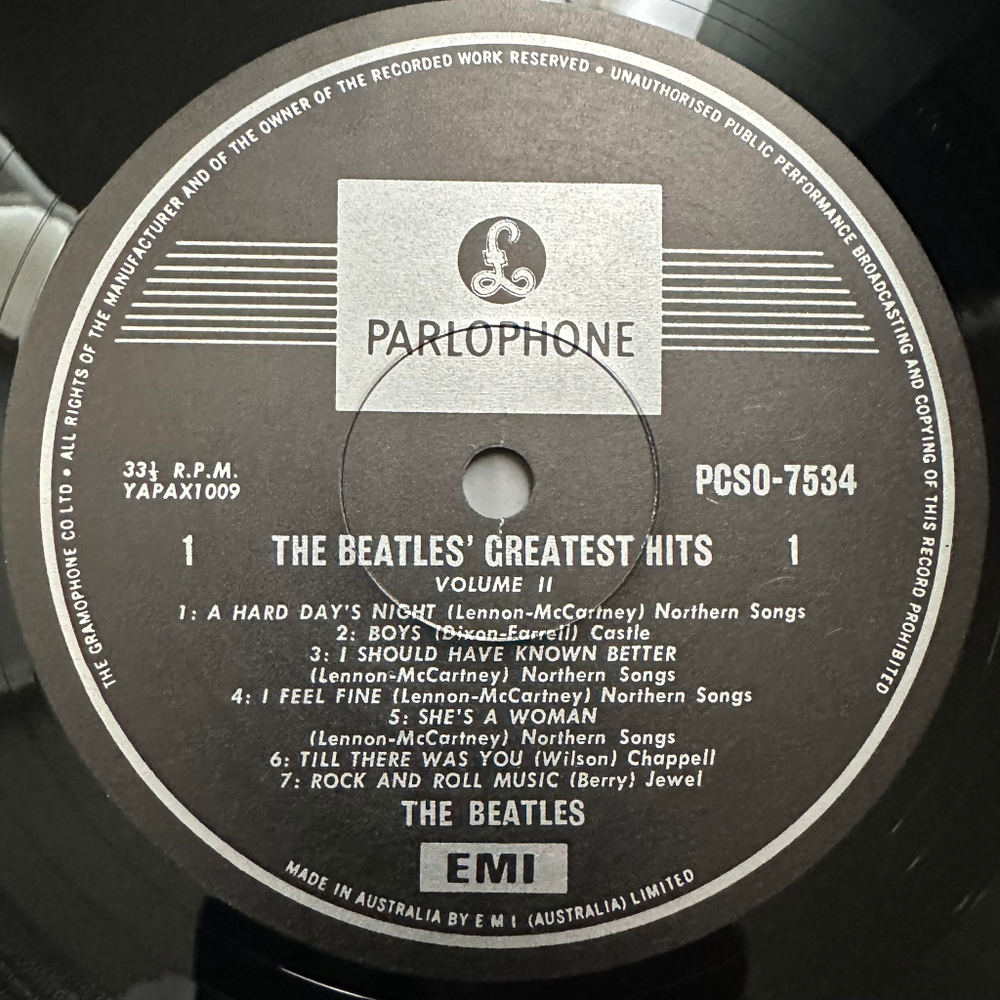 THE GRAMOPHONE CO LTD • ALL RIGHTS OF THE MANUFACTURER AND OF THE OWNER OF THE RECORDED WORK RESERVED • UNAUTHORISED PUBLIC PERFORMANCE BROADCASTING AND COPYING OF THIS RECORD PROHIBITED
£
PARLOPHONE
33⅓ R.P.M.
YAPAX1009
PCSO-7534
1 THE BEATLES' GREATEST HITS 1
VOLUME II
1: A HARD DAY'S NIGHT (Lennon-McCartney) Northern Songs
2: BOYS (Dixon-Farrell) Castle
3: I SHOULD HAVE KNOWN BETTER
(Lennon-McCartney) Northern Songs
4: I FEEL FINE (Lennon-McCartney) Northern Songs
5: SHE'S A WOMAN
(Lennon-McCartney) Northern Songs
6: TILL THERE WAS YOU (Wilson) Chappell
7: ROCK AND ROLL MUSIC (Berry) Jewel
THE BEATLES
EMI
MADE IN AUSTRALIA BY E M I (AUSTRALIA) LIMITED